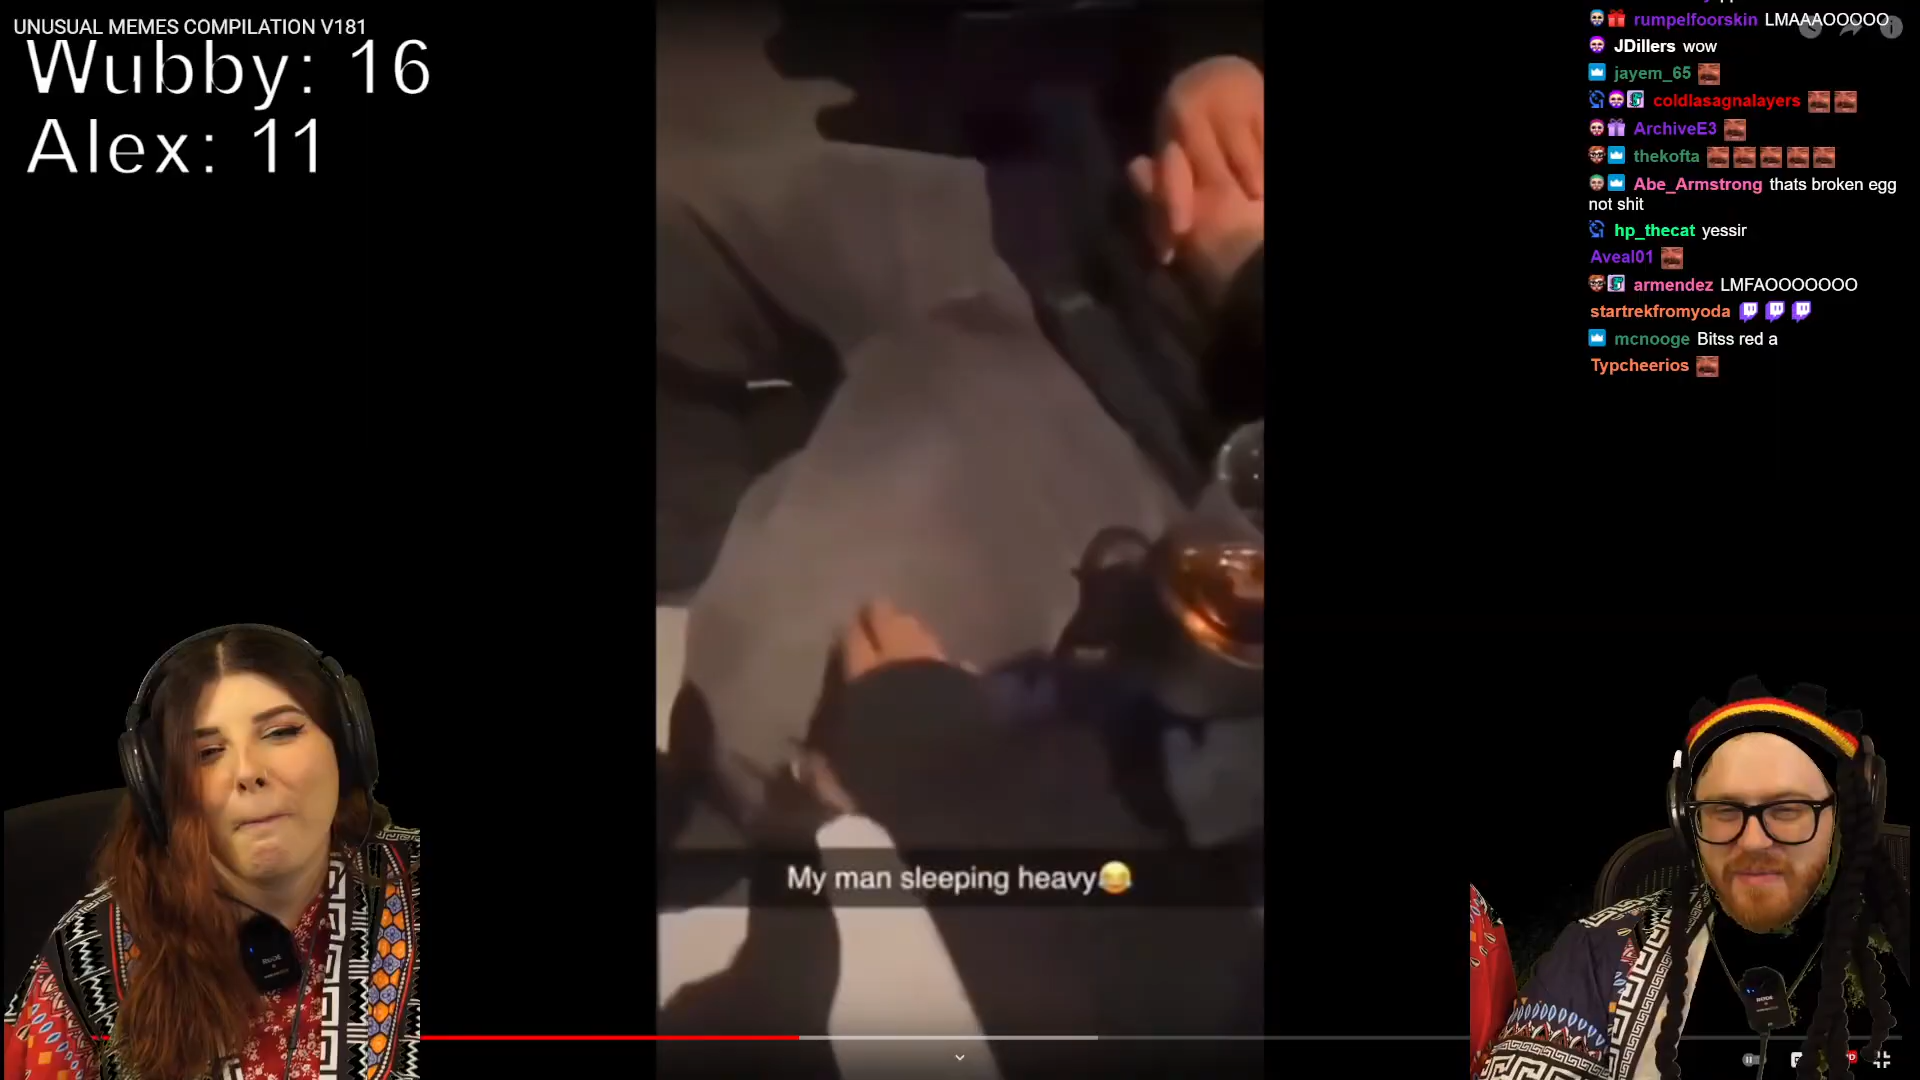 UNUSUAL MEMES COMPILATION V181
Wubby: 16
Alex: 11
rumpelfoorskin LMAAAOOOOO
JDillers wow
jayem_65
coldlasagnalayers
ArchiveE3
thekofta
Abe_Armstrong thats broken egg
not shit
hp_thecat yessir
Aveal01
armendez LMFAOOOOOOO
startrekfromyoda
mcnooge Bitss red a
Typcheerios
My man sleeping heavy😂